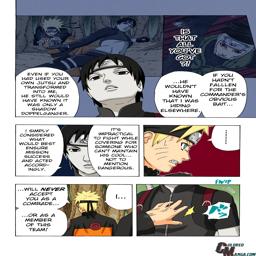 IS THAT
ALL
YOU'VE
GOT
?!
EVEN IF YOU
HAD USED YOUR
OWN JUTSU AND
TRANSFORMED
INTO ME,
HE STILL WOULD
HAVE KNOWN IT
WAS ONLY A
SHADOW
DOPPELGANGER.
IF YOU
HADN'T
FALLEN
FOR THE
COMMANDER'S
OBVIOUS
BAIT...
...HE
WOULDN'T
HAVE KNOWN
THAT I WAS
HIDING
ELSEWHERE.
I SIMPLY
CONSIDERED
WHAT
WOULD BEST
ENSURE
MISSION
SUCCESS
AND ACTED
ACCORD-
INGLY.
IT'S
IMPRACTICAL
TO FIGHT WHILE
COVERING FOR
SOMEONE WHO
CAN'T MAINTAIN
HIS COOL...
NOT TO
MENTION
DANGEROUS.
......
...WILL NEVER
ACCEPT YOU
AS A
COMRADE...
...OR AS A
MEMBER OF
THIS TEAM!
FWIP
COLORED
MANGA.COM